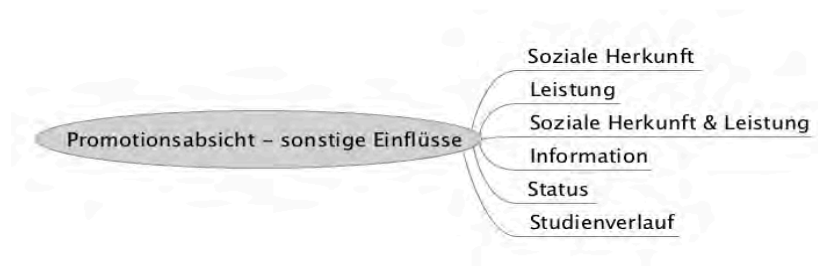 Soziale Herkunft
Leistung
Promotionsabsicht – sonstige Einflüsse
Soziale Herkunft & Leistung
Information
Status
Studienverlauf